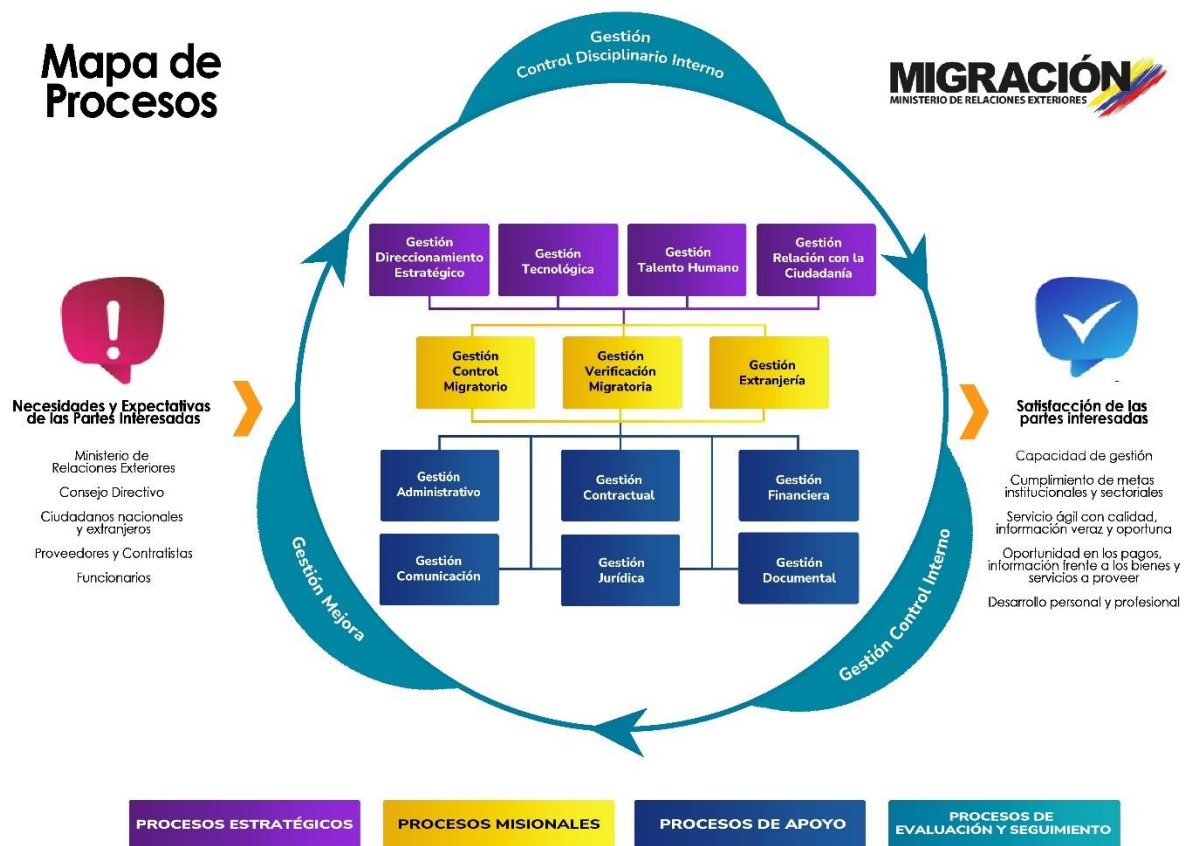 Mapa de
Procesos
Gestión
Control Disciplinario Interno
MIGRACIÓN
MINISTERIO DE RELACIONES EXTERIORES
Gestión
Direccionamiento
Estratégico
Gestión
Tecnológica
Gestión
Talento Humano
Gestión
Relación con la
Ciudadanía
Gestión
Control
Migratorio
Gestión
Verificación
Migratoria
Gestión
Extranjería
Gestión
Administrativo
Gestión
Contractual
Gestión
Financiera
Gestión
Comunicación
Gestión
Jurídica
Gestión
Documental
Necesidades y Expectativas
de las Partes Interesadas
Ministerio de
Relaciones Exteriores
Consejo Directivo
Ciudadanos nacionales
y extranjeros
Proveedores y Contratistas
Funcionarios
Gestión Mejora
Gestión Control Interno
Satisfacción de las
partes interesadas
Capacidad de gestión
Cumplimiento de metas
institucionales y sectoriales
Servicio ágil con calidad,
información veraz y oportuna
Oportunidad en los pagos,
información frente a los bienes y
servicios a proveer
Desarrollo personal y profesional
PROCESOS ESTRATÉGICOS
PROCESOS MISIONALES
PROCESOS DE APOYO
PROCESOS DE
EVALUACIÓN Y SEGUIMIENTO